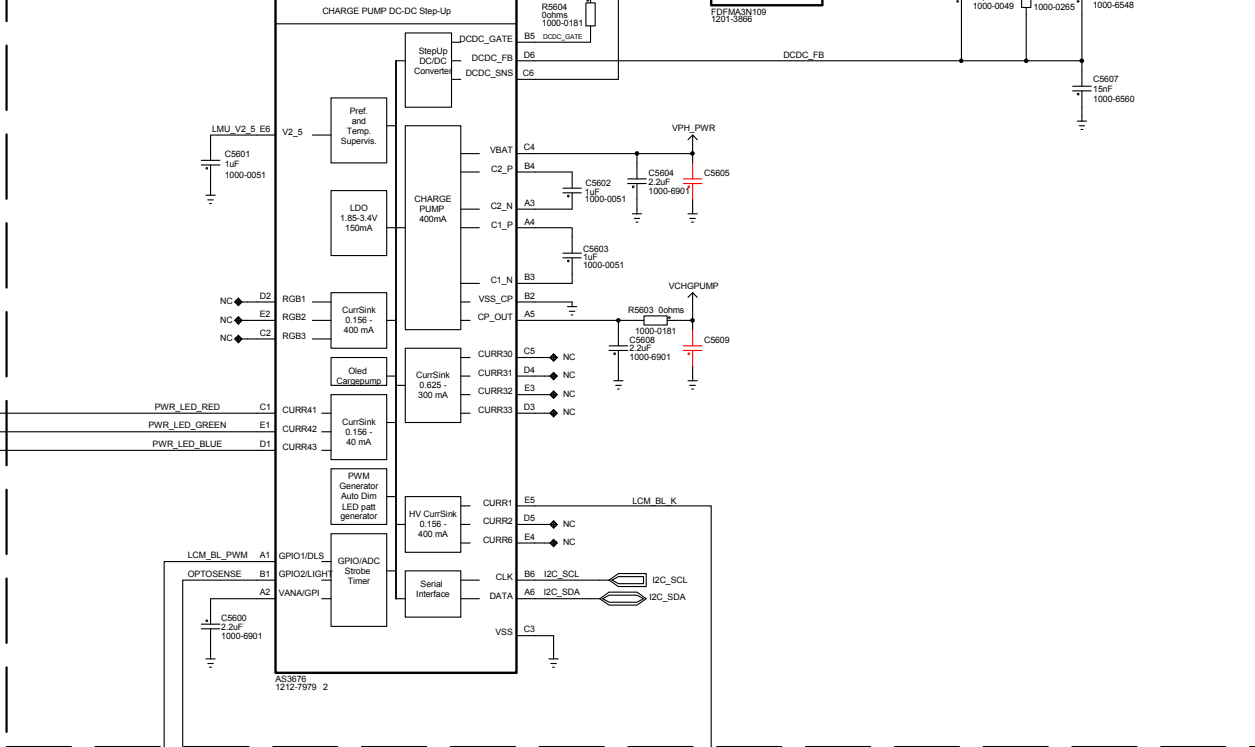 CHARGE PUMP DC-DC Step-Up
R5604
0ohms
1000-0181
FDFMA3N109
1201-3866
1000-0049
1000-0265
1000-6548
StepUp
DC/DC
Converter
DCDC_GATE B5 DCDC_GATE
DCDC_FB D6 DCDC_FB
DCDC_SNS C6
C5607
15nF
1000-6560
Pref.
and
Temp.
Supervis.
LMU_V2_5 E6 V2_5
C5601
1uF
1000-0051
VPH_PWR
VBAT C4
C2_P B4
C5602
1uF
1000-0051
C5604
2.2uF
1000-6901
C5605
LDO
1.85-3.4V
150mA
CHARGE
PUMP
400mA
C2_N A3
C1_P A4
C5603
1uF
1000-0051
C1_N B3
VCHGPUMP
NC D2 RGB1
NC E2 RGB2
NC C2 RGB3
CurrSink
0.156 -
400 mA
VSS_CP B2
CP_OUT A5
R5603 0ohms
1000-0181
C5608
2.2uF
1000-6901
C5609
Oled
Cargepump
CurrSink
0.625 -
300 mA
CURR30 C5 NC
CURR31 D4 NC
CURR32 E3 NC
CURR33 D3 NC
PWR_LED_RED C1 CURR41
PWR_LED_GREEN E1 CURR42
PWR_LED_BLUE D1 CURR43
CurrSink
0.156 -
40 mA
PWM
Generator
Auto Dim
LED patt
generator
HV CurrSink
0.156 -
400 mA
CURR1 E5 LCM_BL_K
CURR2 D5 NC
CURR6 E4 NC
LCM_BL_PWM A1 GPIO1/DLS
OPTOSENSE B1 GPIO2/LIGHT
A2 VANA/GPI
GPIO/ADC
Strobe
Timer
Serial
Interface
CLK B6 I2C_SCL I2C_SCL
DATA A6 I2C_SDA I2C_SDA
C5600
2.2uF
1000-6901
VSS C3
AS3676
1212-7979 2